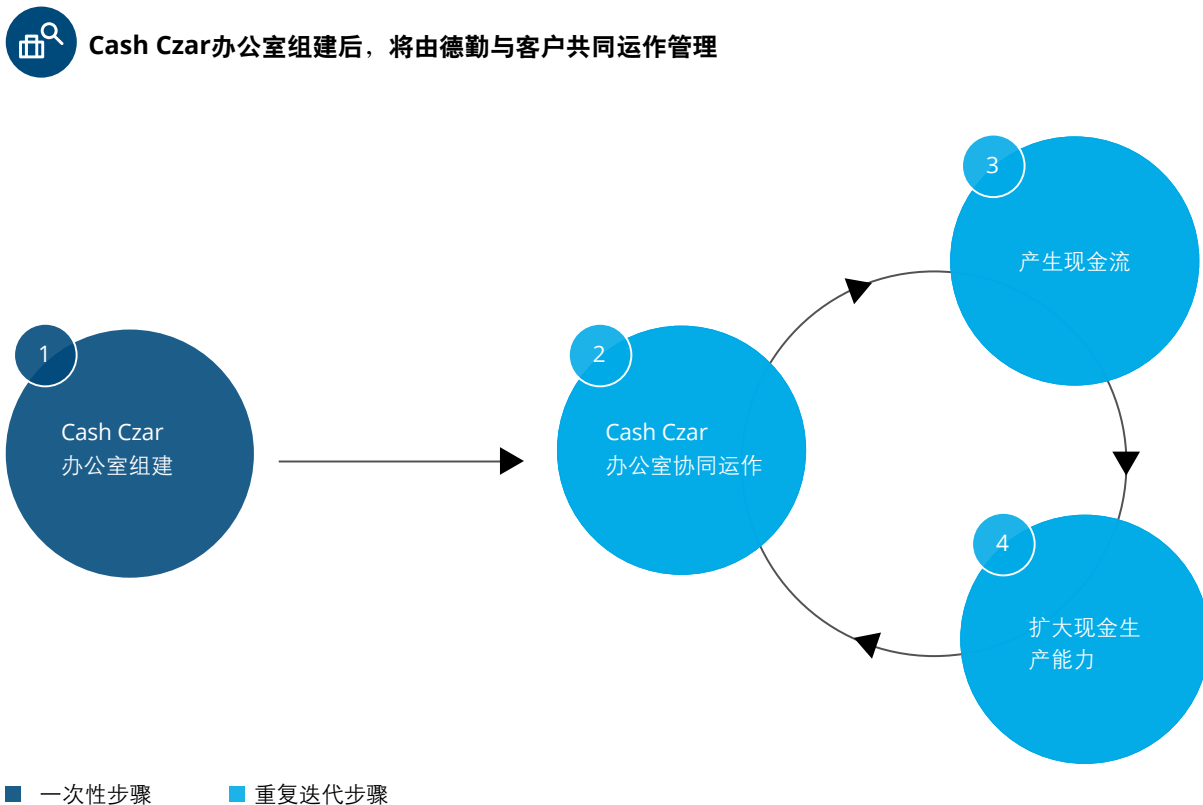 Cash Czar办公室组建后，将由德勤与客户共同运作管理
1
Cash Czar
办公室组建
2
Cash Czar
办公室协同运作
3
产生现金流
4
扩大现金生
产能力
一次性步骤
重复迭代步骤